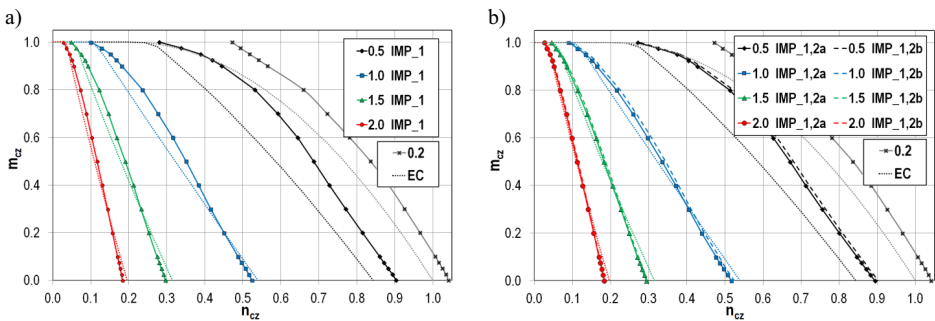 a)
1.0
0.8
0.6
0.4
0.2
0.0
m_cz
0.0 0.1 0.2 0.3 0.4 0.5 0.6 0.7 0.8 0.9 1.0
n_cz
0.5 IMP_1
1.0 IMP_1
1.5 IMP_1
2.0 IMP_1
0.2
EC
b)
1.0
0.8
0.6
0.4
0.2
0.0
m_cz
0.0 0.1 0.2 0.3 0.4 0.5 0.6 0.7 0.8 0.9 1.0
n_cz
0.5 IMP_1,2a 0.5 IMP_1,2b
1.0 IMP_1,2a 1.0 IMP_1,2b
1.5 IMP_1,2a 1.5 IMP_1,2b
2.0 IMP_1,2a 2.0 IMP_1,2b
0.2
EC